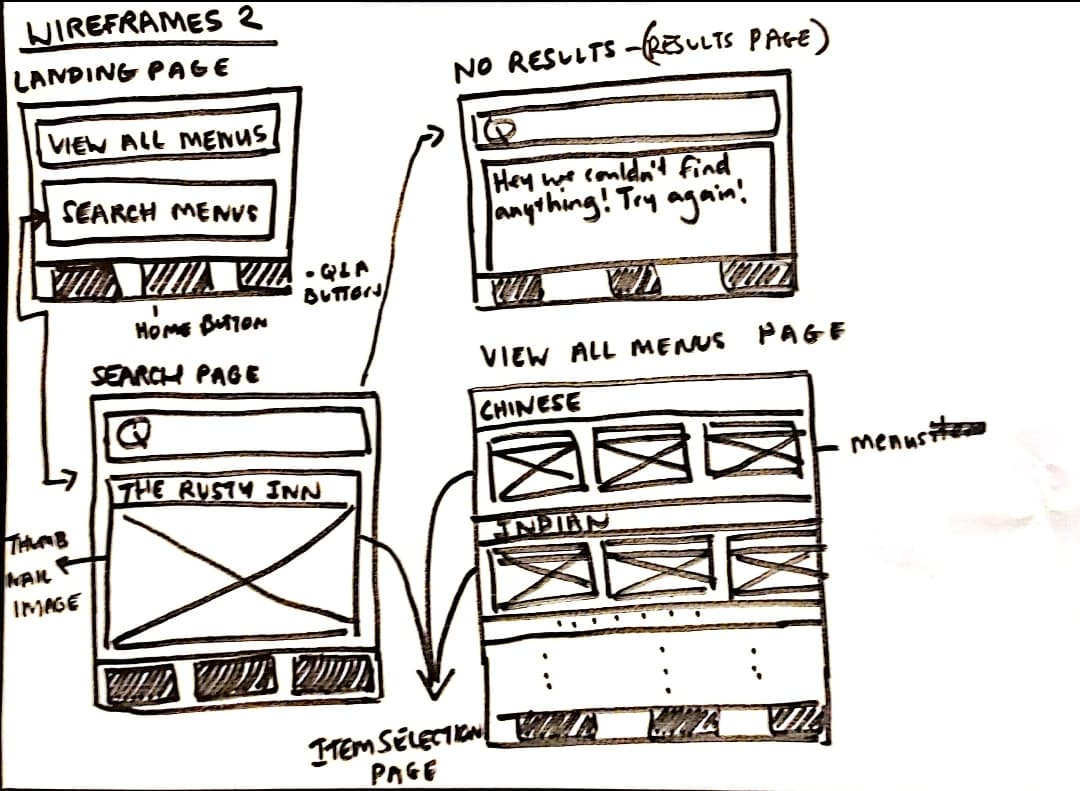 WIREFRAMES 2
LANDING PAGE
VIEW ALL MENUS
SEARCH MENUS
- Q&A
BUTTON
HOME BUTTON
NO RESULTS - (RESULTS PAGE)
Hey we couldn't find
anything! Try again!
SEARCH PAGE
THE RUSTY INN
THUMB
NAIL
IMAGE
VIEW ALL MENUS PAGE
CHINESE
menus
INDIAN
ITEM SELECTION
PAGE